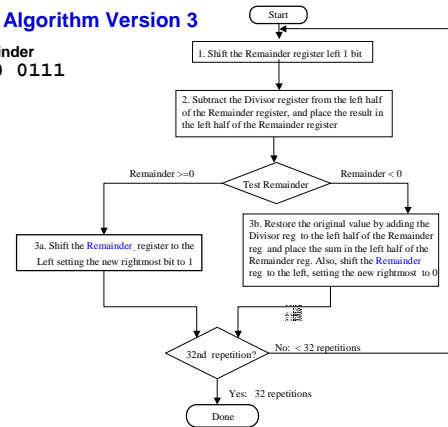 Algorithm Version 3
Start
inder
0 0111
1. Shift the Remainder register left 1 bit
2. Subtract the Divisor register from the left half
of the Remainder register, and place the result in
the left half of the Remainder register
Remainder >=0
Test Remainder
Remainder < 0
3a. Shift the Remainder register to the
Left setting the new rightmost bit to 1
3b. Restore the original value by adding the
Divisor reg to the left half of the Remainder
reg and place the sum in the left half of the
Remainder reg. Also, shift the Remainder
reg to the left, setting the new rightmost to 0
32nd repetition?
No: < 32 repetitions
Yes: 32 repetitions
Done